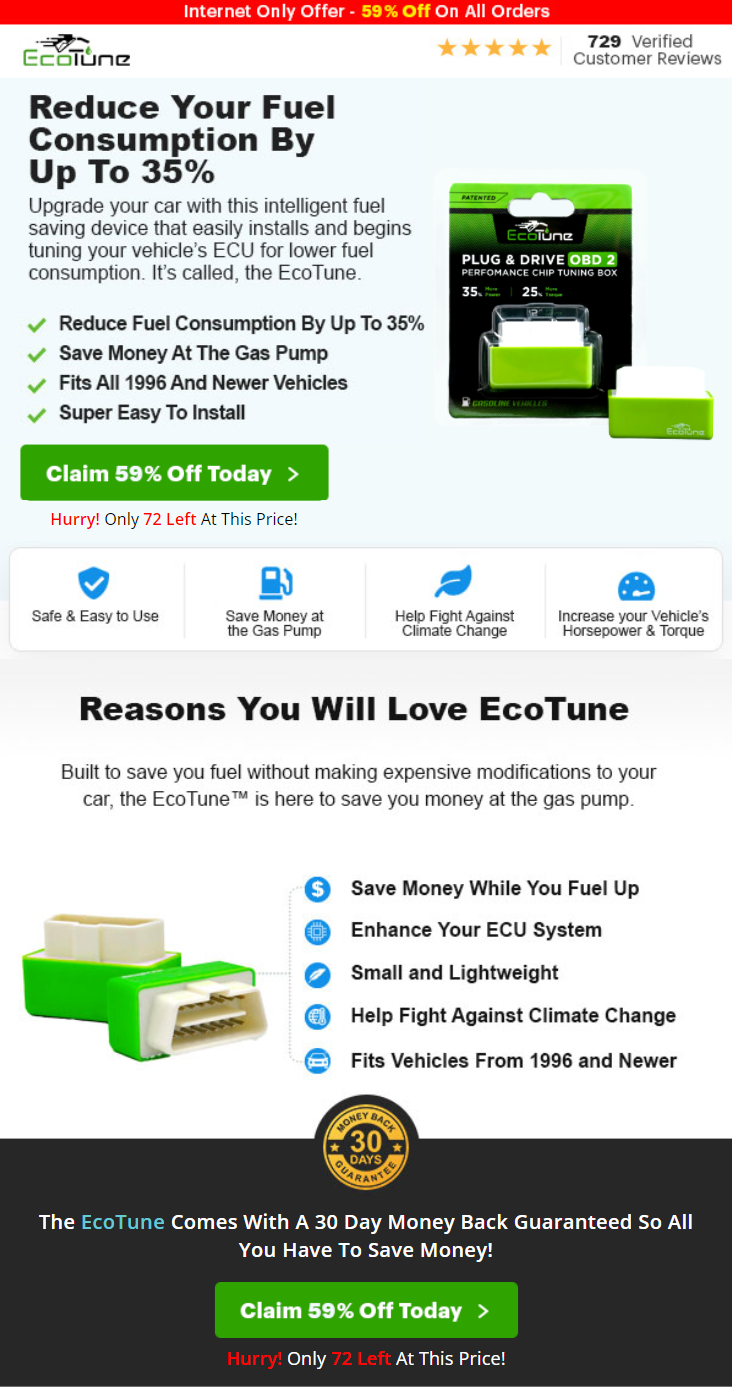 Internet Only Offer - 59% Off On All Orders
EcoTune
729 Verified
Customer Reviews
Reduce Your Fuel
Consumption By
Up To 35%
Upgrade your car with this intelligent fuel
saving device that easily installs and begins
tuning your vehicle's ECU for lower fuel
consumption. It's called, the EcoTune.
Reduce Fuel Consumption By Up To 35%
Save Money At The Gas Pump
Fits All 1996 And Newer Vehicles
Super Easy To Install
PATENTED
EcoTune
PLUG & DRIVE OBD 2
PERFOMANCE CHIP TUNING BOX
35% More Power | 25% More Torque
GASOLINE VEHICLES
EcoTune
Claim 59% Off Today >
Hurry! Only 72 Left At This Price!
Safe & Easy to Use
Save Money at
the Gas Pump
Help Fight Against
Climate Change
Increase your Vehicle's
Horsepower & Torque
Reasons You Will Love EcoTune
Built to save you fuel without making expensive modifications to your
car, the EcoTune™ is here to save you money at the gas pump.
Save Money While You Fuel Up
Enhance Your ECU System
Small and Lightweight
Help Fight Against Climate Change
Fits Vehicles From 1996 and Newer
MONEY BACK
30
DAYS
GUARANTEE
The EcoTune Comes With A 30 Day Money Back Guaranteed So All
You Have To Save Money!
Claim 59% Off Today >
Hurry! Only 72 Left At This Price!